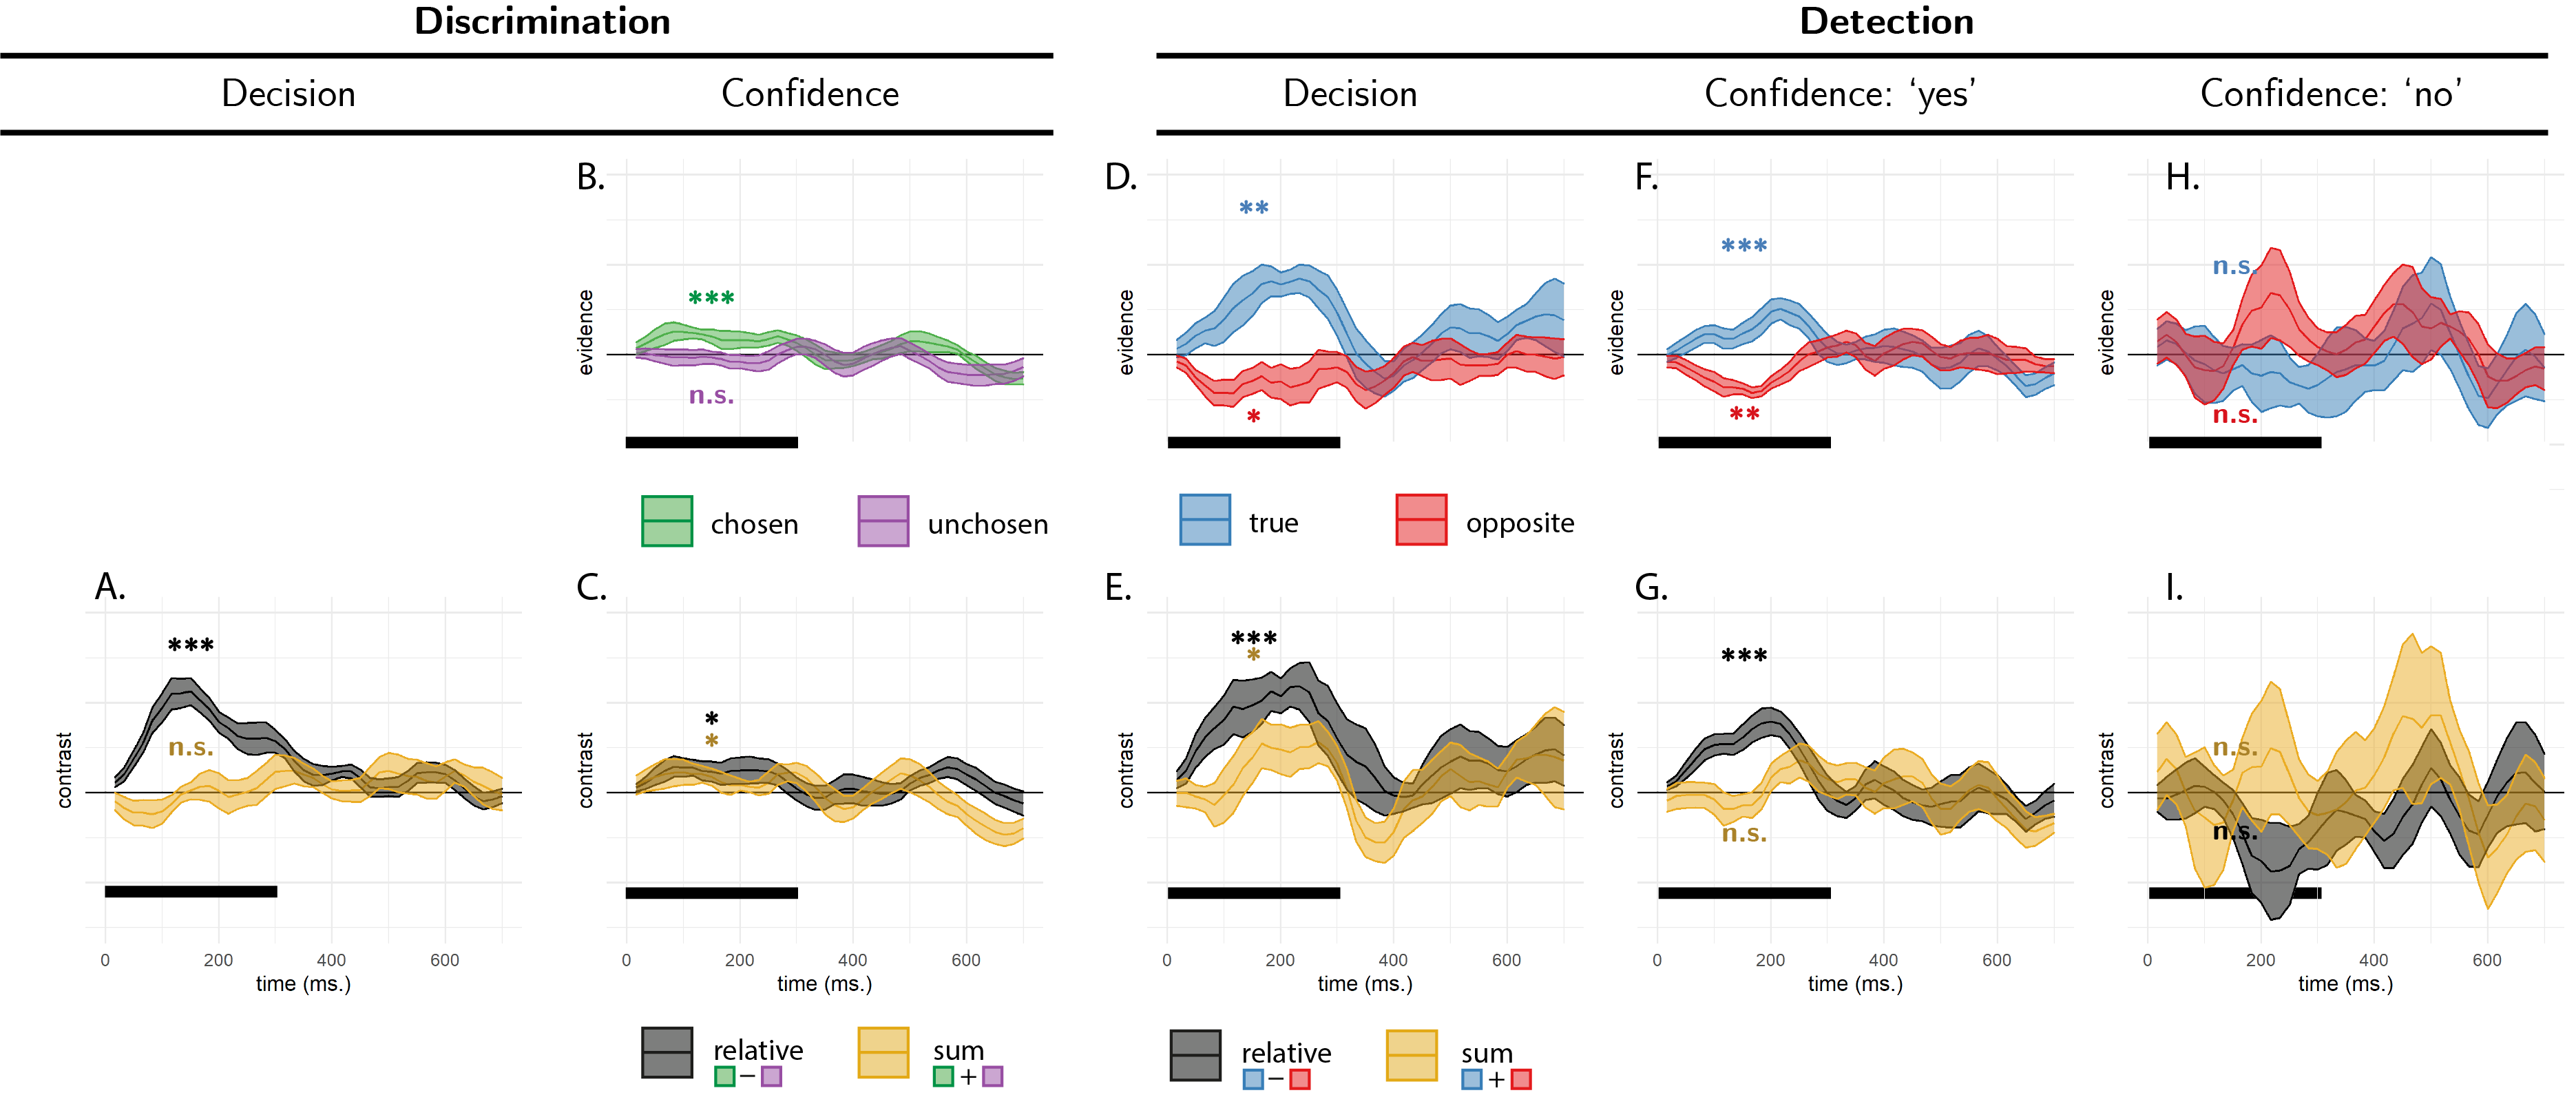 Discrimination
Detection
Decision
Confidence
Decision
Confidence: ‘yes’
Confidence: ‘no’
B.
evidence
***
n.s.
D.
evidence
**
*
F.
evidence
***
**
H.
evidence
n.s.
n.s.
chosen
unchosen
true
opposite
A.
contrast
***
n.s.
0 200 400 600
time (ms.)
C.
contrast
*
*
0 200 400 600
time (ms.)
E.
contrast
***
*
0 200 400 600
time (ms.)
G.
contrast
***
n.s.
0 200 400 600
time (ms.)
I.
contrast
n.s.
n.s.
0 200 400 600
time (ms.)
relative
−
sum
+
relative
−
sum
+